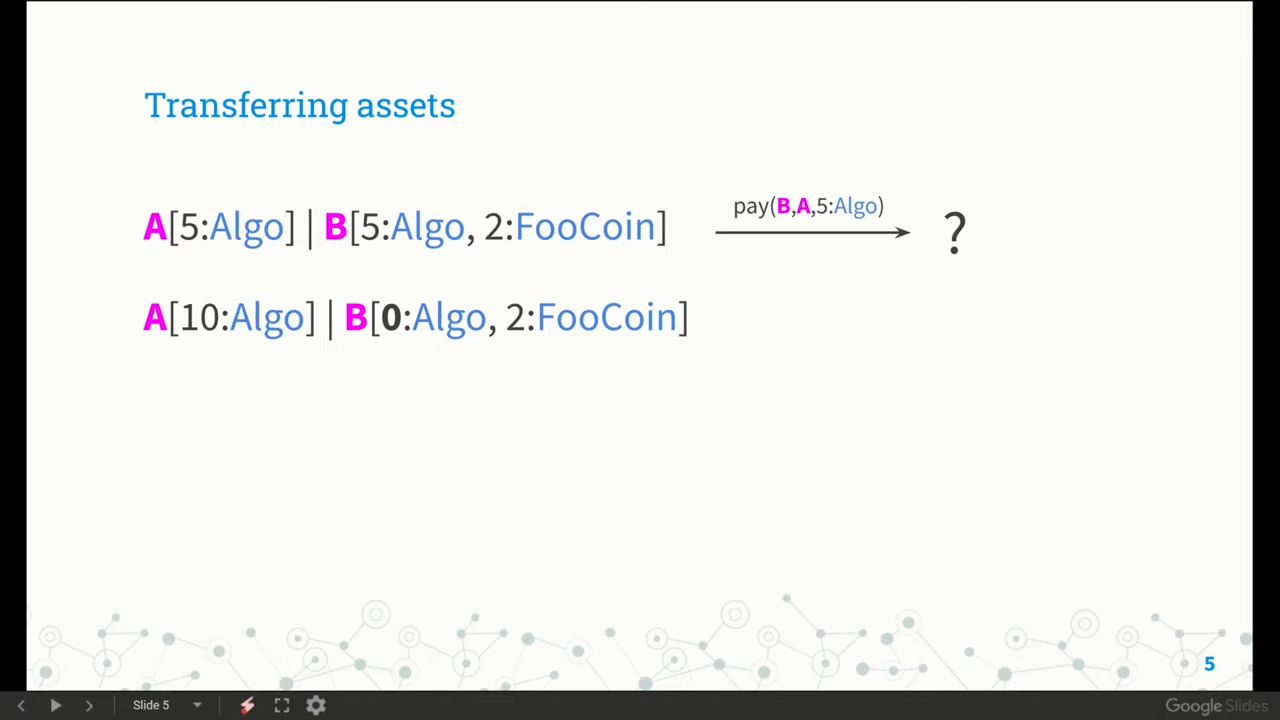 Transferring assets
pay(B,A,5:Algo)
A[5:Algo] | B[5:Algo, 2:FooCoin] ?
A[10:Algo] | B[0:Algo, 2:FooCoin]
5
Slide 5
Google Slides